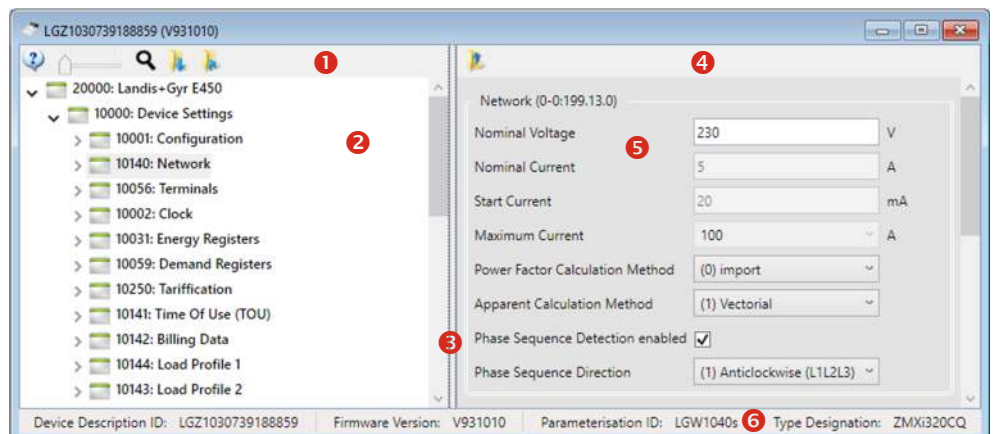 LGZ1030739188859 (V931010)
1
4
20000: Landis+Gyr E450
10000: Device Settings
10001: Configuration
2
10140: Network
10056: Terminals
10002: Clock
10031: Energy Registers
10059: Demand Registers
10250: Tariffication
10141: Time Of Use (TOU)
10142: Billing Data
10144: Load Profile 1
10143: Load Profile 2
3
Network (0-0:199.13.0)
5
Nominal Voltage 230 V
Nominal Current 5 A
Start Current 20 mA
Maximum Current 100 A
Power Factor Calculation Method (0) import
Apparent Calculation Method (1) Vectorial
Phase Sequence Detection enabled
Phase Sequence Direction (1) Anticlockwise (L1L2L3)
Device Description ID: LGZ1030739188859 Firmware Version: V931010 Parameterisation ID: LGW1040s 6 Type Designation: ZMXi320CQ